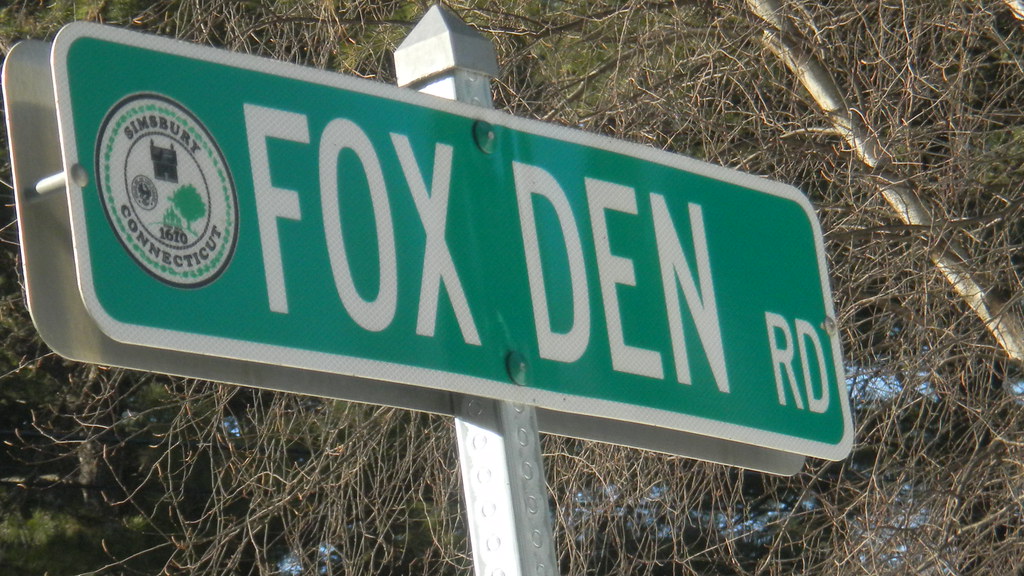 SIMSBURY
1670
CONNECTICUT
FOX DEN RD